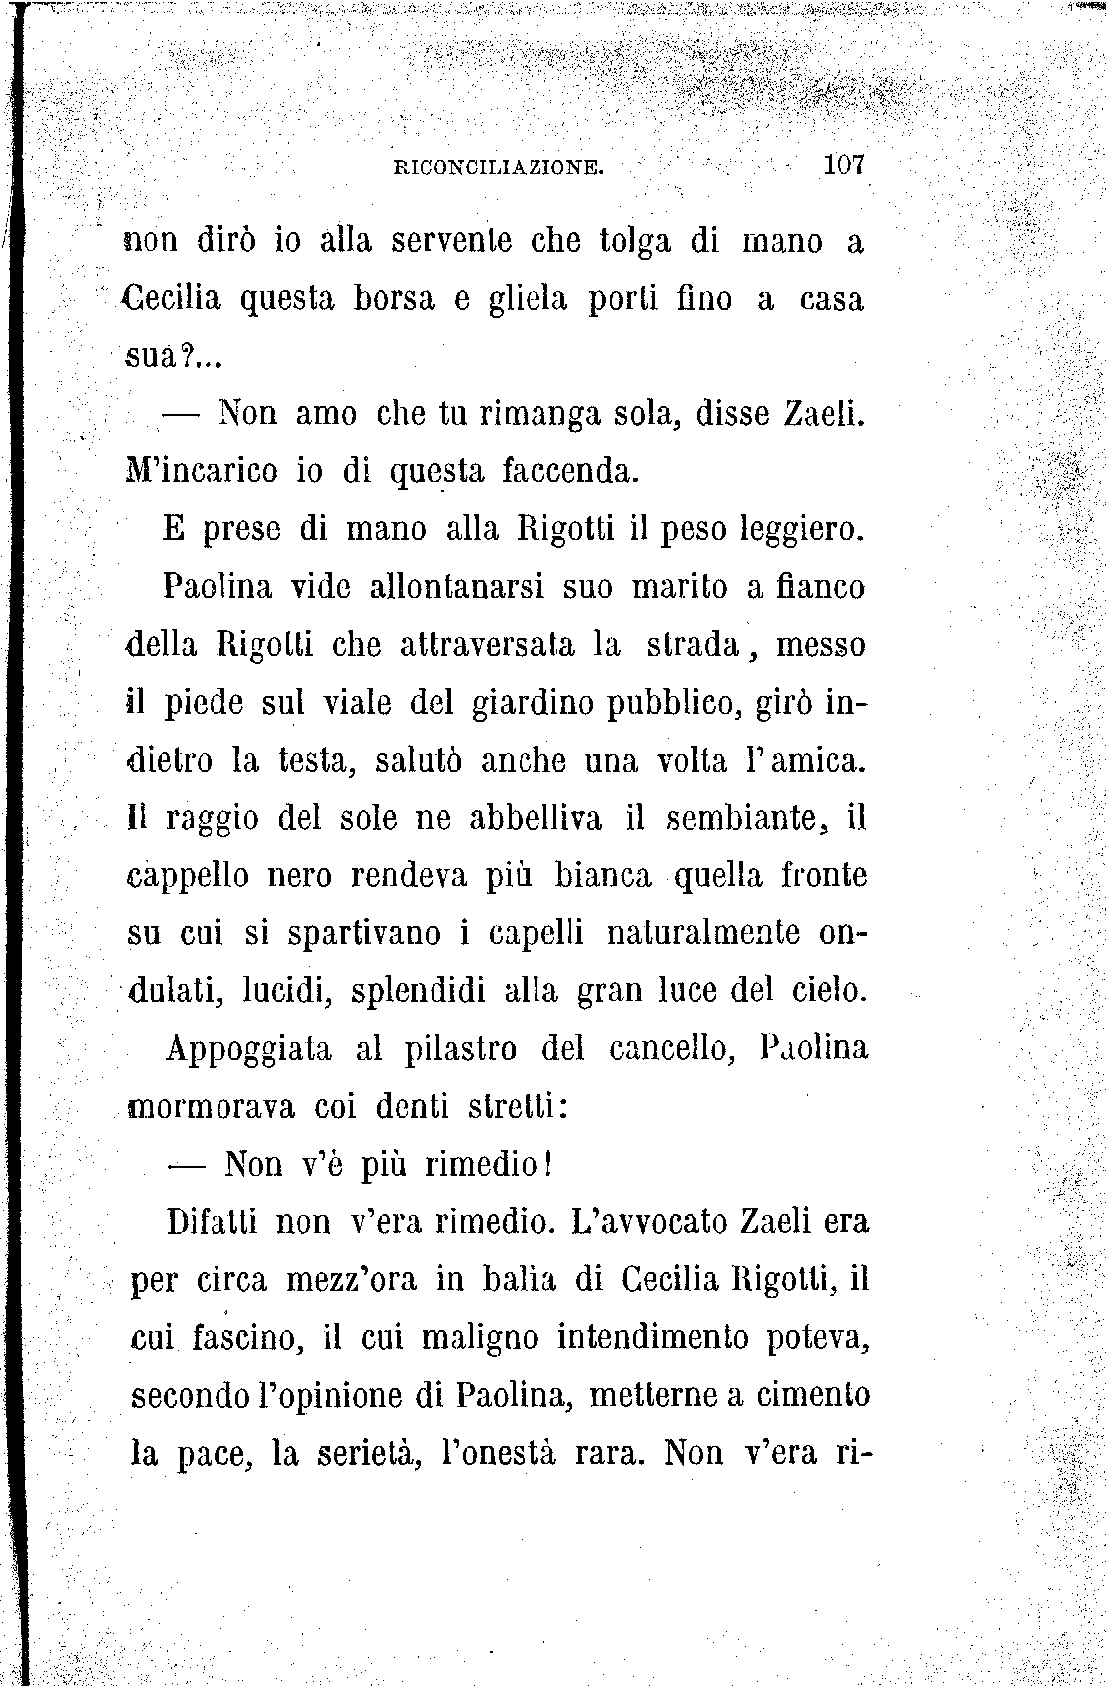 RICONCILIAZIONE. 107
non dirò io alla servente che tolga di mano a
Cecilia questa borsa e gliela porti fino a casa
sua?...
— Non amo che tu rimanga sola, disse Zaeli.
M'incarico io di questa faccenda.
E prese di mano alla Rigotti il peso leggiero.
Paolina vide allontanarsi suo marito a fianco
della Rigotti che attraversata la strada, messo
il piede sul viale del giardino pubblico, girò in-
dietro la testa, salutò anche una volta l'amica.
Il raggio del sole ne abbelliva il sembiante, il
cappello nero rendeva più bianca quella fronte
su cui si spartivano i capelli naturalmente on-
dulati, lucidi, splendidi alla gran luce del cielo.
Appoggiata al pilastro del cancello, Paolina
mormorava coi denti stretti:
— Non v'è più rimedio!
Difatti non v'era rimedio. L'avvocato Zaeli era
per circa mezz'ora in balia di Cecilia Rigotti, il
cui fascino, il cui maligno intendimento poteva,
secondo l'opinione di Paolina, metterne a cimento
la pace, la serietà, l'onestà rara. Non v'era ri-